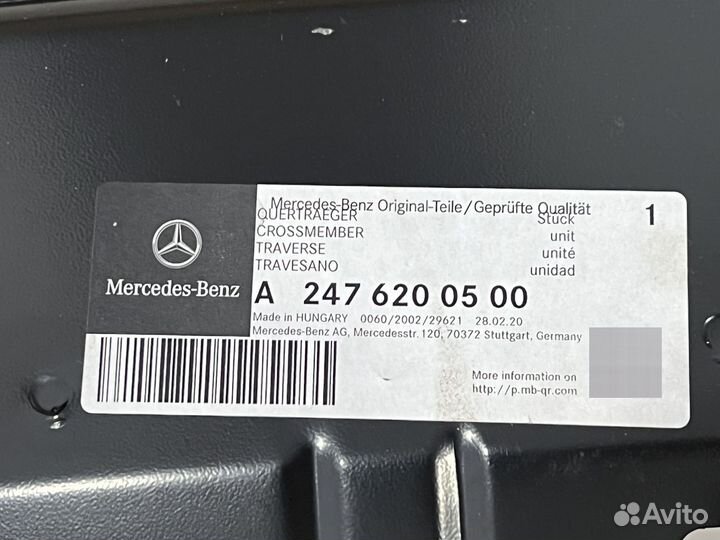 Mercedes-Benz Original-Teile/Geprüfte Qualität
QUERTRAEGER Stück 1
CROSSMEMBER unit
TRAVERSE unité
TRAVESANO unidad
Mercedes-Benz
A 247 620 05 00
Made in HUNGARY 0060/2002/29621 28.02.20
Mercedes-Benz AG, Mercedesstr. 120, 70372 Stuttgart, Germany
More information on
http://p.mb-qr.com
Avito